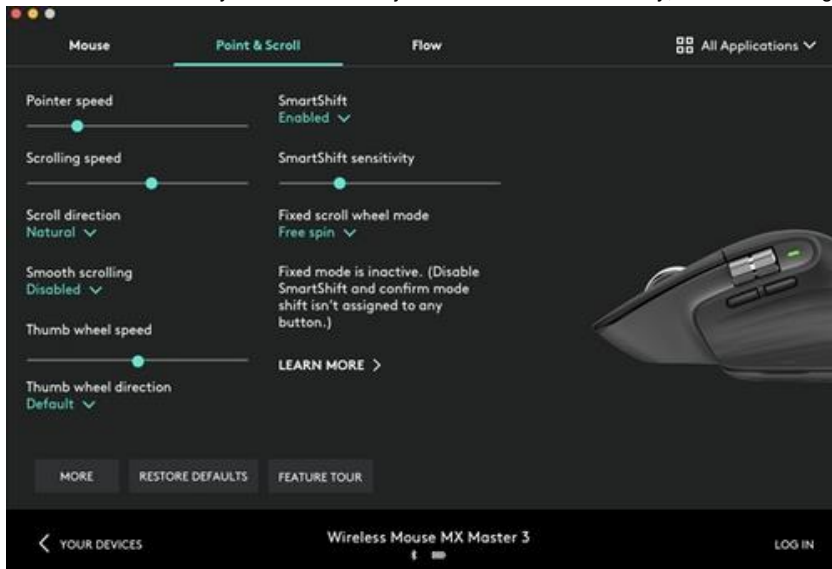 Mouse
Point & Scroll
Flow
All Applications
Pointer speed
Scrolling speed
Scroll direction
Natural
Smooth scrolling
Disabled
Thumb wheel speed
Thumb wheel direction
Default
SmartShift
Enabled
SmartShift sensitivity
Fixed scroll wheel mode
Free spin
Fixed mode is inactive. (Disable
SmartShift and confirm mode
shift isn't assigned to any
button.)
LEARN MORE >
MORE
RESTORE DEFAULTS
FEATURE TOUR
YOUR DEVICES
Wireless Mouse MX Master 3
LOG IN